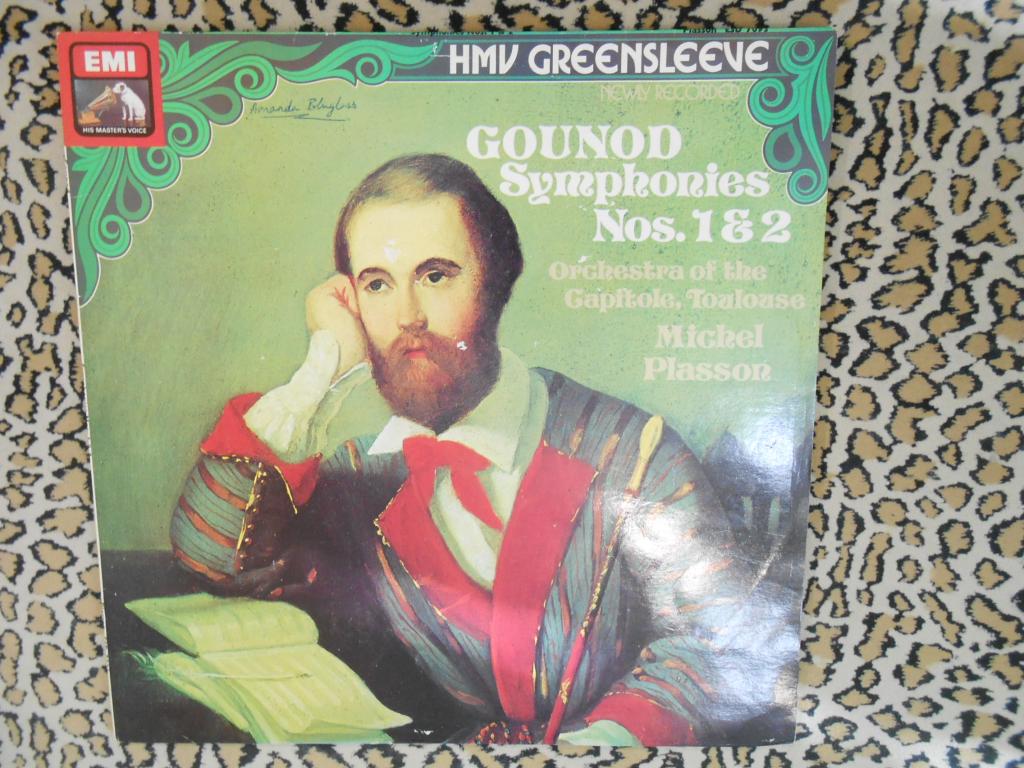 EMI
HIS MASTER'S VOICE
HMV GREENSLEEVE
NEWLY RECORDED
Amanda
GOUNOD
Symphonies
Nos. 1 & 2
Orchestra of the
Capitole, Toulouse
Michel
Plasson